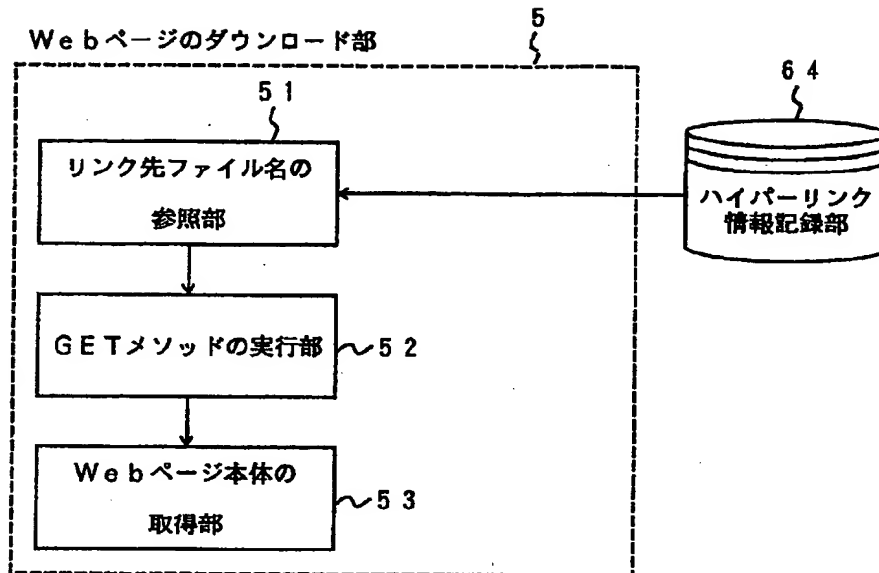 Ｗｅｂページのダウンロード部
５
５１
６４
リンク先ファイル名の
参照部
ハイパーリンク
情報記録部
ＧＥＴメソッドの実行部
５２
Ｗｅｂページ本体の
取得部
５３